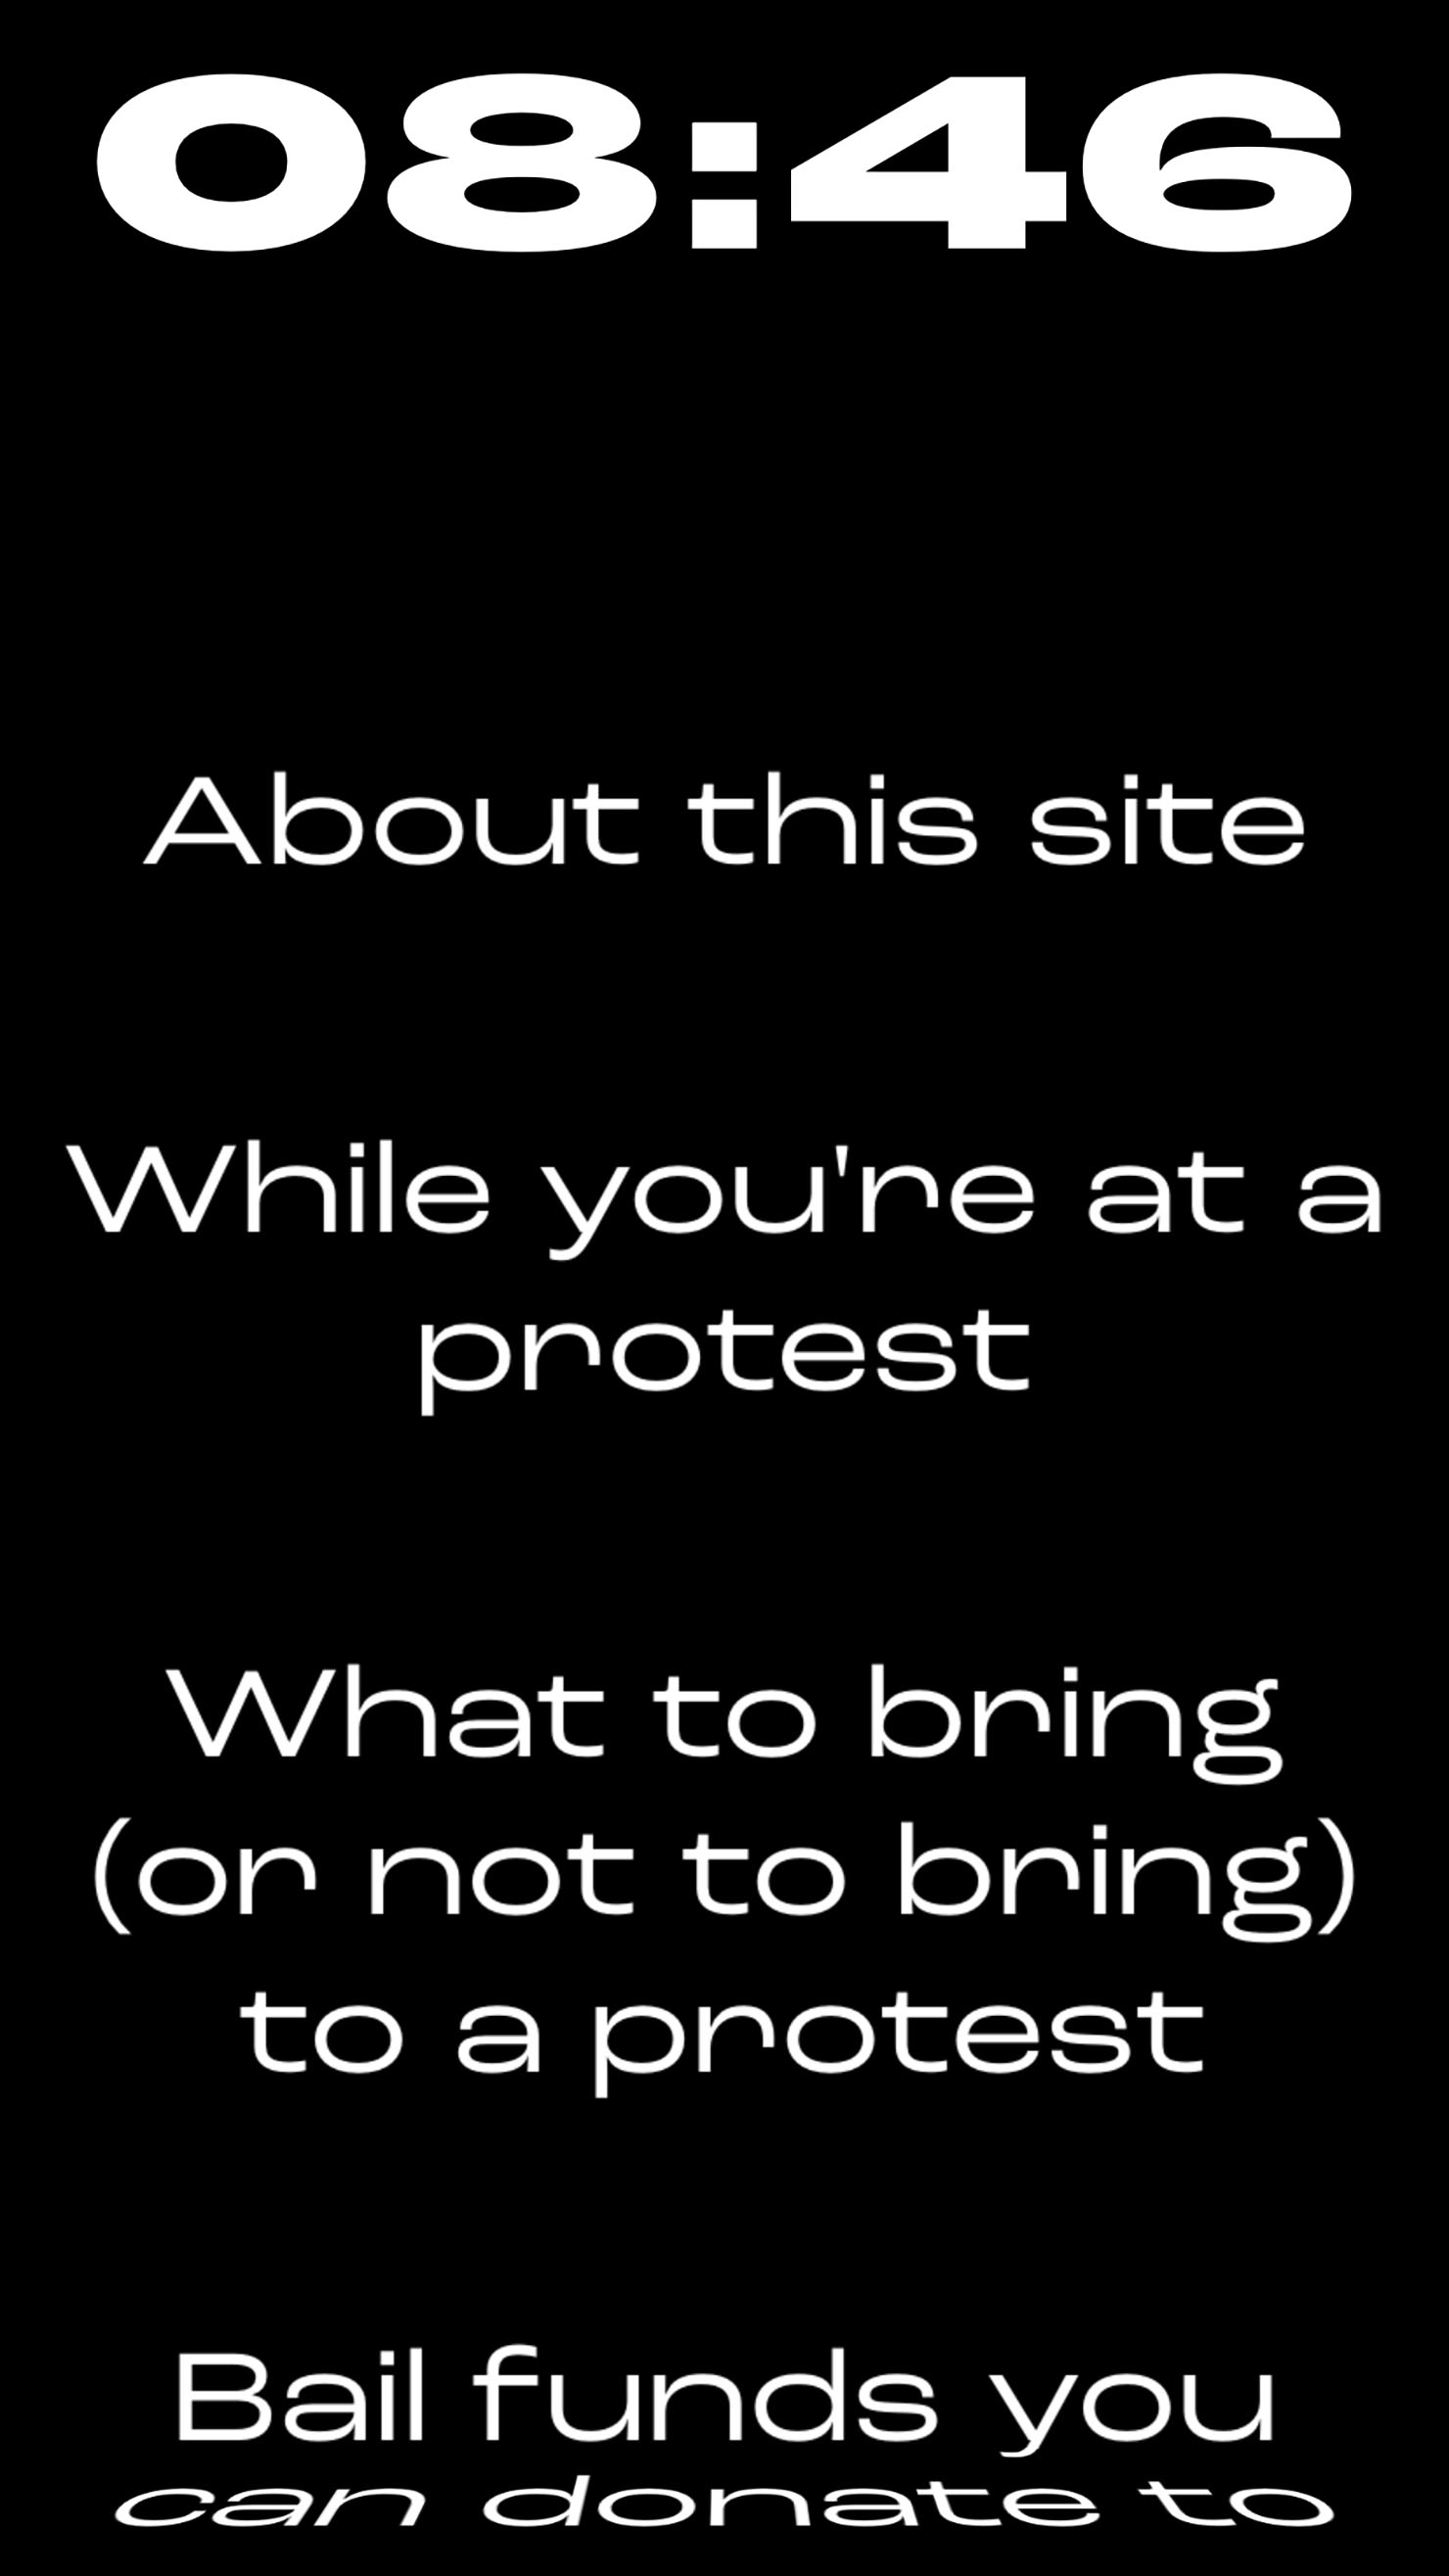 08:46
About this site
While you're at a
protest
What to bring
(or not to bring)
to a protest
Bail funds you
can donate to